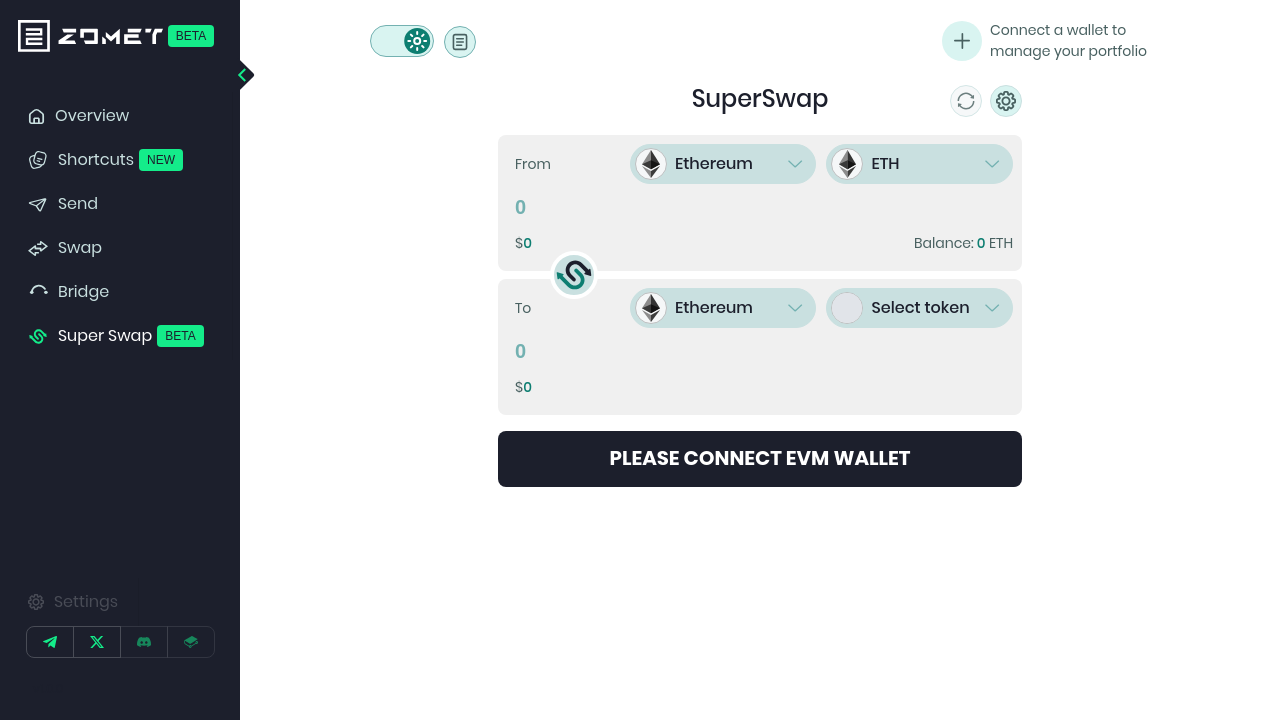 ZOMET BETA
Overview
Shortcuts NEW
Send
Swap
Bridge
Super Swap BETA
Settings
Connect a wallet to
manage your portfolio
SuperSwap
From Ethereum ETH
0
$0 Balance: 0 ETH
To Ethereum Select token
0
$0
PLEASE CONNECT EVM WALLET